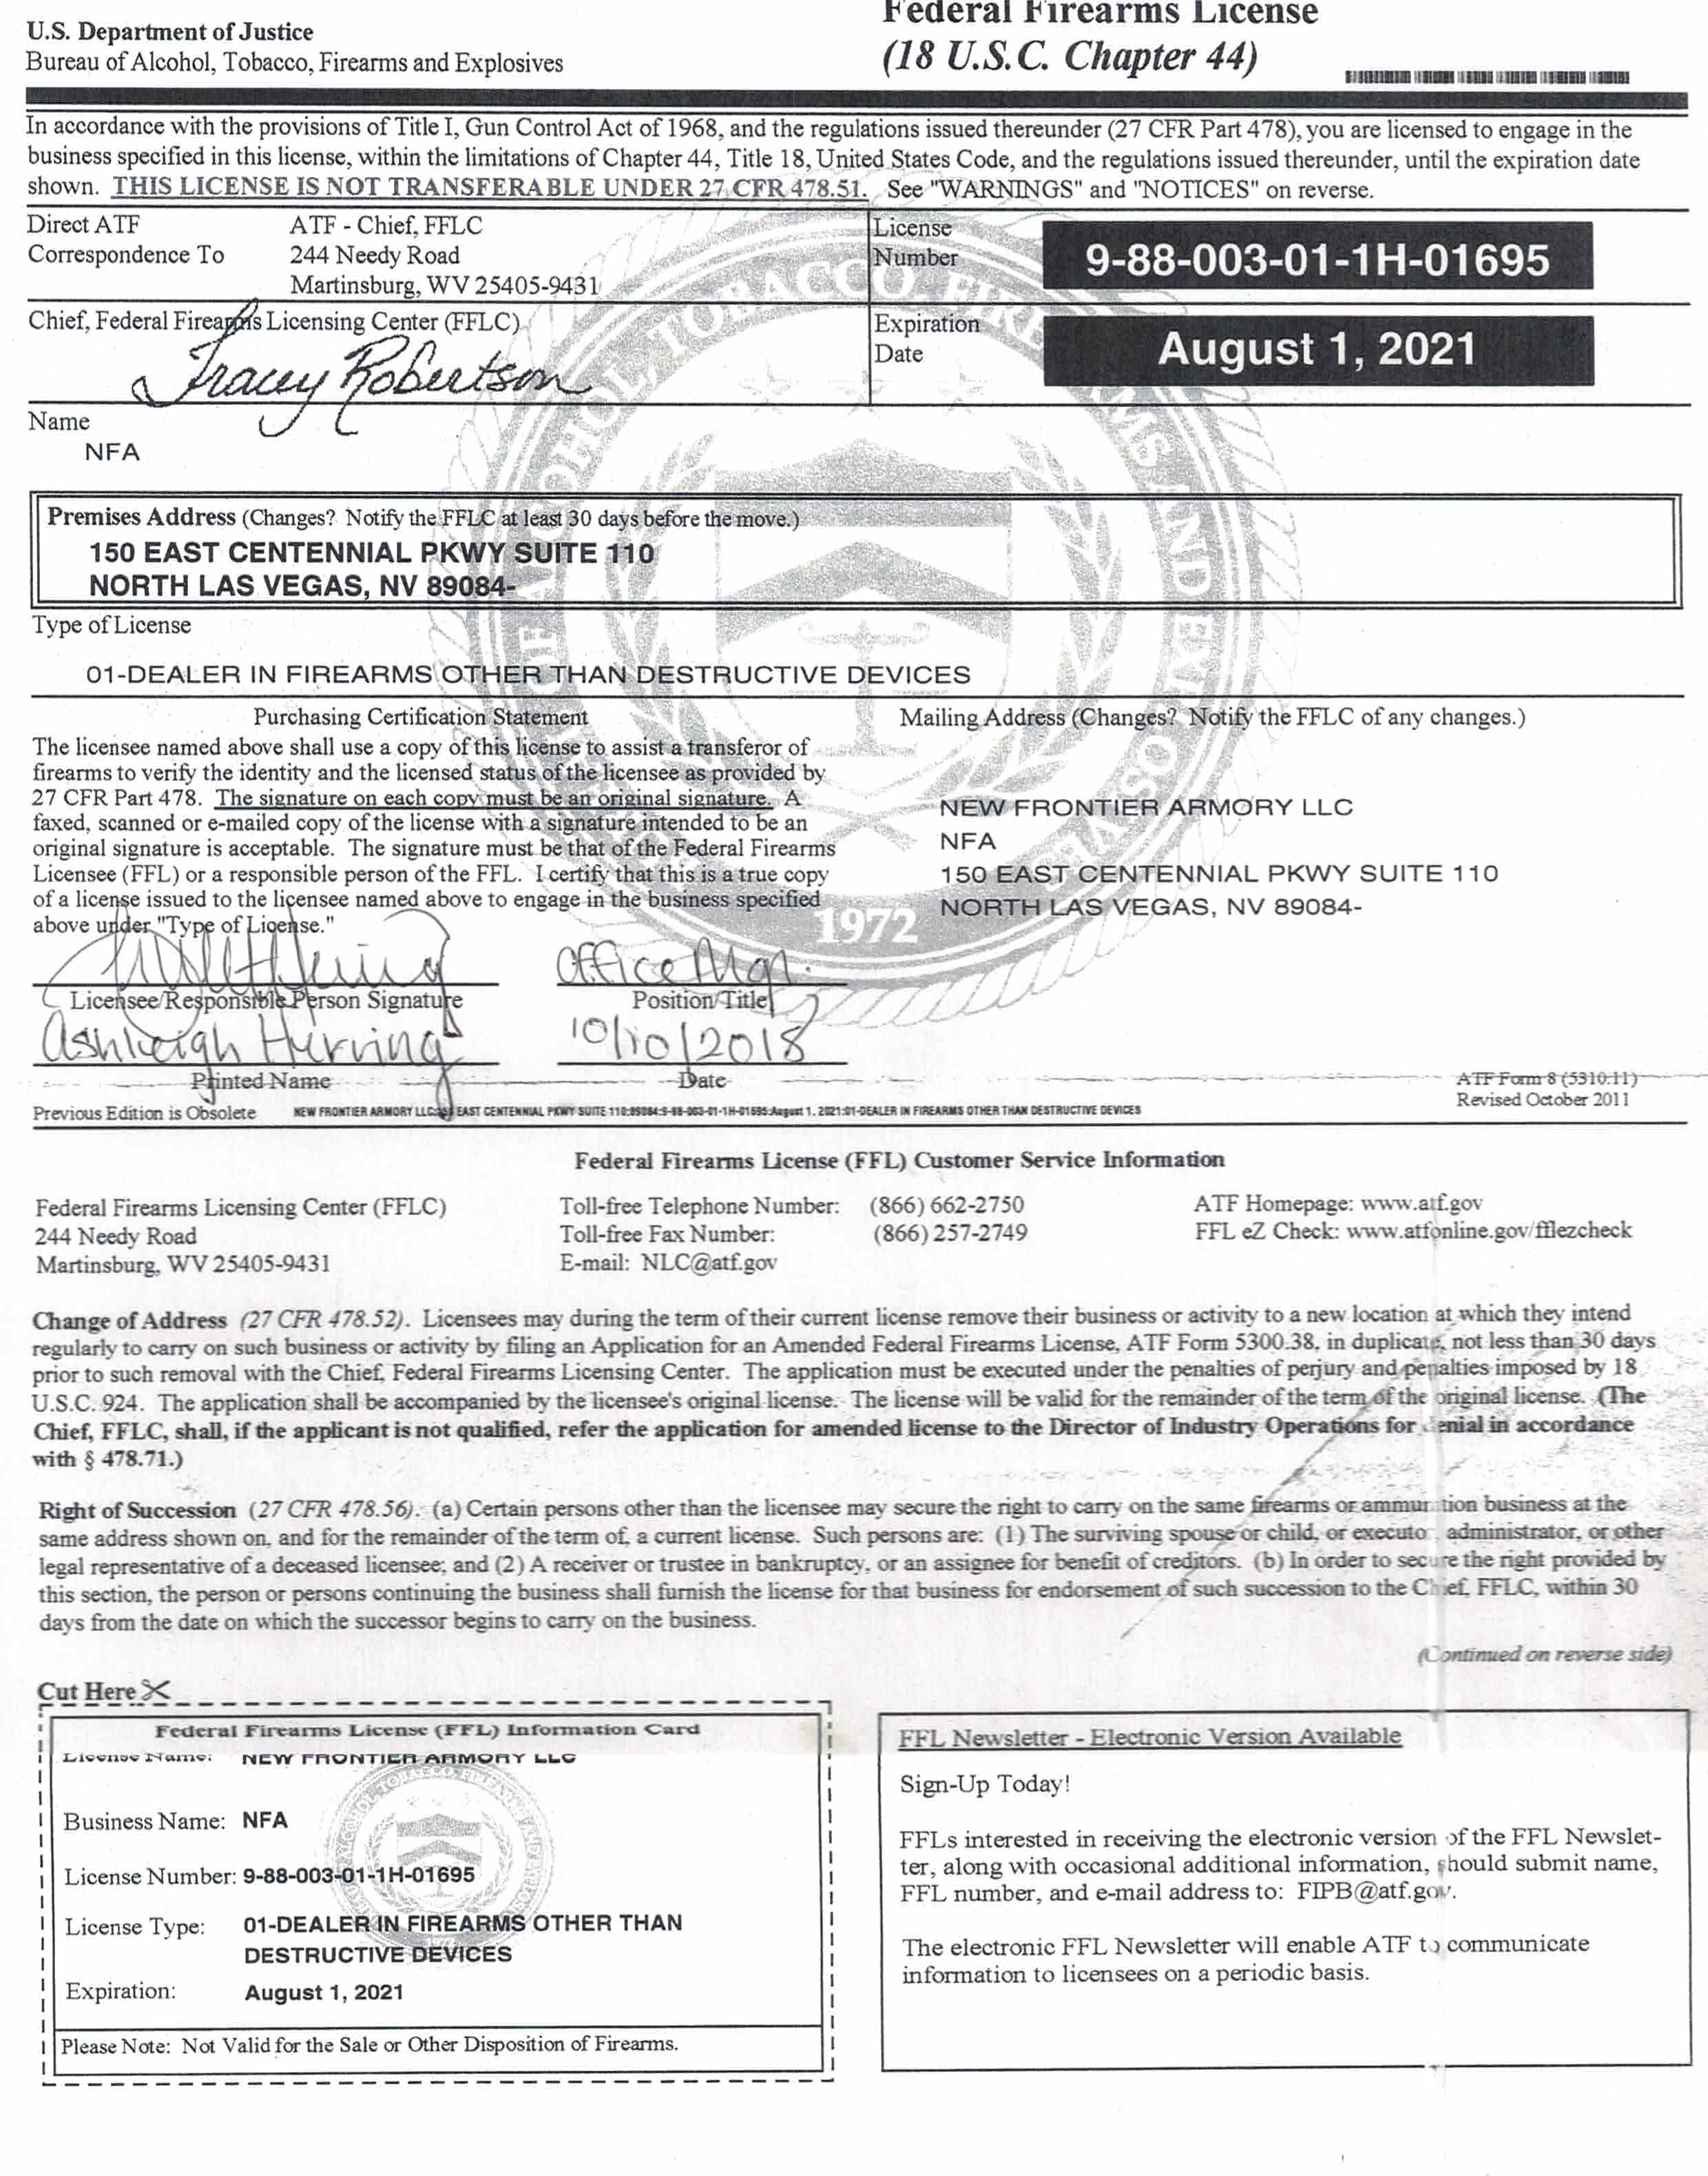 Federal Firearms License
(18 U.S.C. Chapter 44)
U.S. Department of Justice
Bureau of Alcohol, Tobacco, Firearms and Explosives
In accordance with the provisions of Title I, Gun Control Act of 1968, and the regulations issued thereunder (27 CFR Part 478), you are licensed to engage in the
business specified in this license, within the limitations of Chapter 44, Title 18, United States Code, and the regulations issued thereunder, until the expiration date
shown. THIS LICENSE IS NOT TRANSFERABLE UNDER 27 CFR 478.51. See "WARNINGS" and "NOTICES" on reverse.
Direct ATF
Correspondence To
ATF - Chief, FFLC
244 Needy Road
Martinsburg, WV 25405-9431
License
Number
9-88-003-01-1H-01695
Chief, Federal Firearms Licensing Center (FFLC)
Tracey Robertson
Expiration
Date
August 1, 2021
Name
NFA
Premises Address (Changes? Notify the FFLC at least 30 days before the move.)
150 EAST CENTENNIAL PKWY SUITE 110
NORTH LAS VEGAS, NV 89084-
Type of License
01-DEALER IN FIREARMS OTHER THAN DESTRUCTIVE DEVICES
Purchasing Certification Statement
The licensee named above shall use a copy of this license to assist a transferor of
firearms to verify the identity and the licensed status of the licensee as provided by
27 CFR Part 478. The signature on each copy must be an original signature. A
faxed, scanned or e-mailed copy of the license with a signature intended to be an
original signature is acceptable. The signature must be that of the Federal Firearms
Licensee (FFL) or a responsible person of the FFL. I certify that this is a true copy
of a license issued to the licensee named above to engage in the business specified
above under "Type of License."
Mailing Address (Changes? Notify the FFLC of any changes.)
NEW FRONTIER ARMORY LLC
NFA
150 EAST CENTENNIAL PKWY SUITE 110
NORTH LAS VEGAS, NV 89084-
1972
Office Mgr.
Licensee/Responsible Person Signature
Position/Title
Ashleigh Herring
10/10/2018
Printed Name
Date
ATF Form 8 (5310.11)
Revised October 2011
Previous Edition is Obsolete
NEW FRONTIER ARMORY LLC:150 EAST CENTENNIAL PKWY SUITE 110:89084:9-88-003-01-1H-01695:August 1, 2021:01-DEALER IN FIREARMS OTHER THAN DESTRUCTIVE DEVICES
Federal Firearms License (FFL) Customer Service Information
Federal Firearms Licensing Center (FFLC)
244 Needy Road
Martinsburg, WV 25405-9431
Toll-free Telephone Number: (866) 662-2750
Toll-free Fax Number: (866) 257-2749
E-mail: NLC@atf.gov
ATF Homepage: www.atf.gov
FFL eZ Check: www.atfonline.gov/fflezcheck
Change of Address (27 CFR 478.52). Licensees may during the term of their current license remove their business or activity to a new location at which they intend
regularly to carry on such business or activity by filing an Application for an Amended Federal Firearms License, ATF Form 5300.38, in duplicate, not less than 30 days
prior to such removal with the Chief, Federal Firearms Licensing Center. The application must be executed under the penalties of perjury and penalties imposed by 18
U.S.C. 924. The application shall be accompanied by the licensee's original license. The license will be valid for the remainder of the term of the original license. (The
Chief, FFLC, shall, if the applicant is not qualified, refer the application for amended license to the Director of Industry Operations for denial in accordance
with § 478.71.)
Right of Succession (27 CFR 478.56). (a) Certain persons other than the licensee may secure the right to carry on the same firearms or ammunition business at the
same address shown on, and for the remainder of the term of, a current license. Such persons are: (1) The surviving spouse or child, or executor, administrator, or other
legal representative of a deceased licensee; and (2) A receiver or trustee in bankruptcy, or an assignee for benefit of creditors. (b) In order to secure the right provided by
this section, the person or persons continuing the business shall furnish the license for that business for endorsement of such succession to the Chief, FFLC, within 30
days from the date on which the successor begins to carry on the business.
(Continued on reverse side)
Cut Here
Federal Firearms License (FFL) Information Card
License Name: NEW FRONTIER ARMORY LLC
Business Name: NFA
License Number: 9-88-003-01-1H-01695
License Type: 01-DEALER IN FIREARMS OTHER THAN
DESTRUCTIVE DEVICES
Expiration: August 1, 2021
Please Note: Not Valid for the Sale or Other Disposition of Firearms.
FFL Newsletter - Electronic Version Available
Sign-Up Today!
FFLs interested in receiving the electronic version of the FFL Newslet-
ter, along with occasional additional information, should submit name,
FFL number, and e-mail address to: FIPB@atf.gov.
The electronic FFL Newsletter will enable ATF to communicate
information to licensees on a periodic basis.